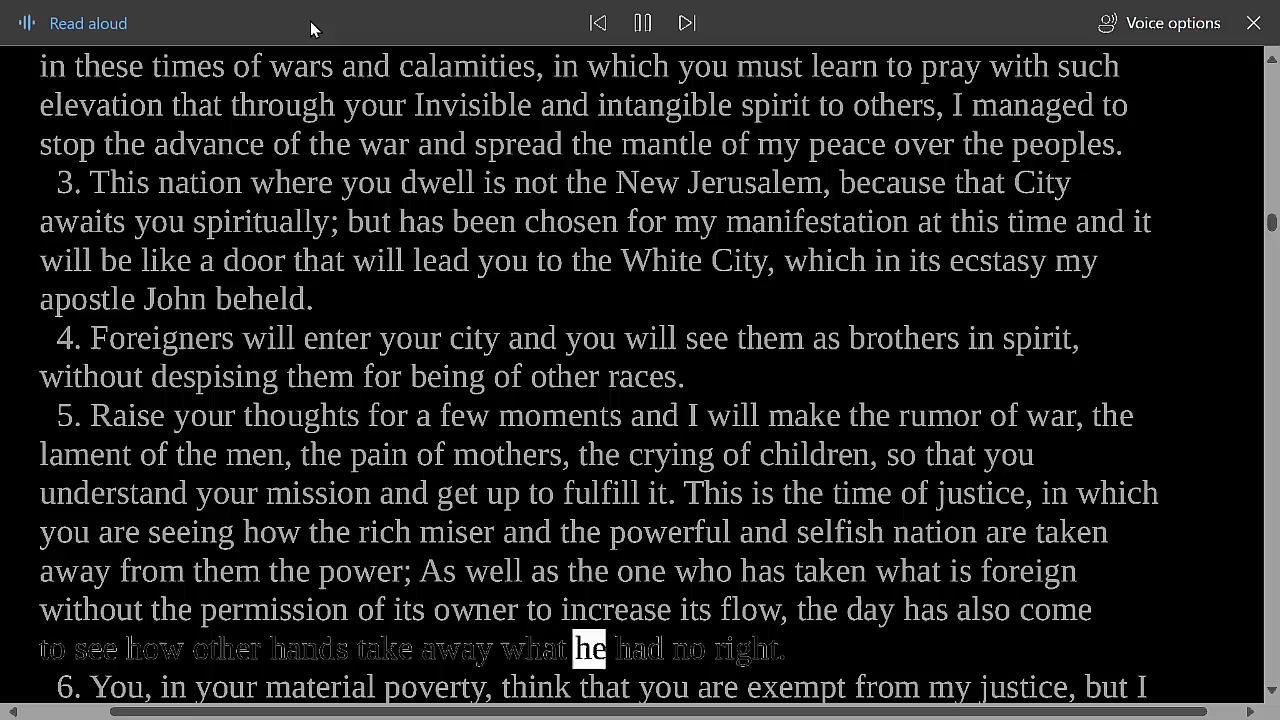 Read aloud
Voice options
in these times of wars and calamities, in which you must learn to pray with such
elevation that through your Invisible and intangible spirit to others, I managed to
stop the advance of the war and spread the mantle of my peace over the peoples.
3. This nation where you dwell is not the New Jerusalem, because that City
awaits you spiritually; but has been chosen for my manifestation at this time and it
will be like a door that will lead you to the White City, which in its ecstasy my
apostle John beheld.
4. Foreigners will enter your city and you will see them as brothers in spirit,
without despising them for being of other races.
5. Raise your thoughts for a few moments and I will make the rumor of war, the
lament of the men, the pain of mothers, the crying of children, so that you
understand your mission and get up to fulfill it. This is the time of justice, in which
you are seeing how the rich miser and the powerful and selfish nation are taken
away from them the power; As well as the one who has taken what is foreign
without the permission of its owner to increase its flow, the day has also come
to see how other hands take away what he had no right.
6. You, in your material poverty, think that you are exempt from my justice, but I